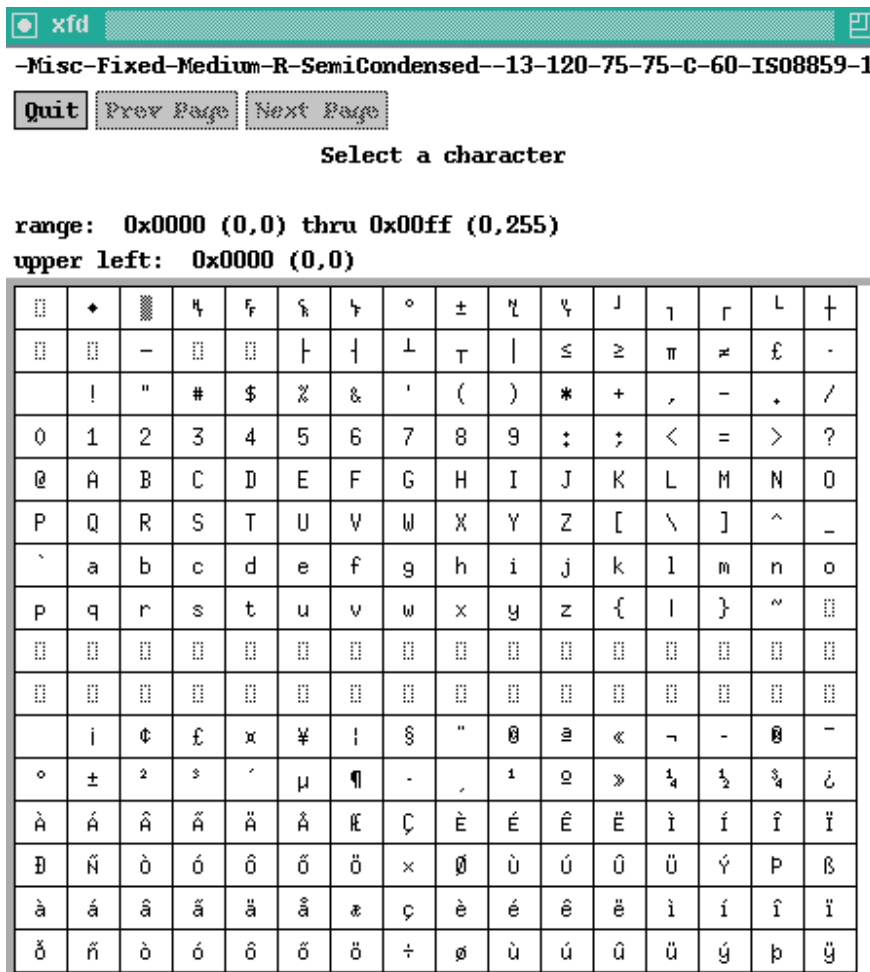 xfd
-Misc-Fixed-Medium-R-SemiCondensed--13-120-75-75-C-60-ISO8859-1
Quit Prev Page Next Page
Select a character
range: 0x0000 (0,0) thru 0x00ff (0,255)
upper left: 0x0000 (0,0)
◆ ▒ ␋ ␌ ␍ ␊ ° ± ␤ ␋ ┘ ┐ ┌ └ ┼
─ ├ ┤ ┴ ┬ │ ≤ ≥ π ≠ £ ·
! " # $ % & ' ( ) * + , - . /
0 1 2 3 4 5 6 7 8 9 : ; < = > ?
@ A B C D E F G H I J K L M N O
P Q R S T U V W X Y Z [ \ ] ^ _
` a b c d e f g h i j k l m n o
p q r s t u v w x y z { | } ~
¡ ¢ £ ¤ ¥ ¦ § ¨ © ª « ¬ - ® ¯
° ± ² ³ ´ µ ¶ · ¸ ¹ º » ¼ ½ ¾ ¿
À Á Â Ã Ä Å Æ Ç È É Ê Ë Ì Í Î Ï
Ð Ñ Ò Ó Ô Õ Ö × Ø Ù Ú Û Ü Ý Þ ß
à á â ã ä å æ ç è é ê ë ì í î ï
ð ñ ò ó ô õ ö ÷ ø ù ú û ü ý þ ÿ